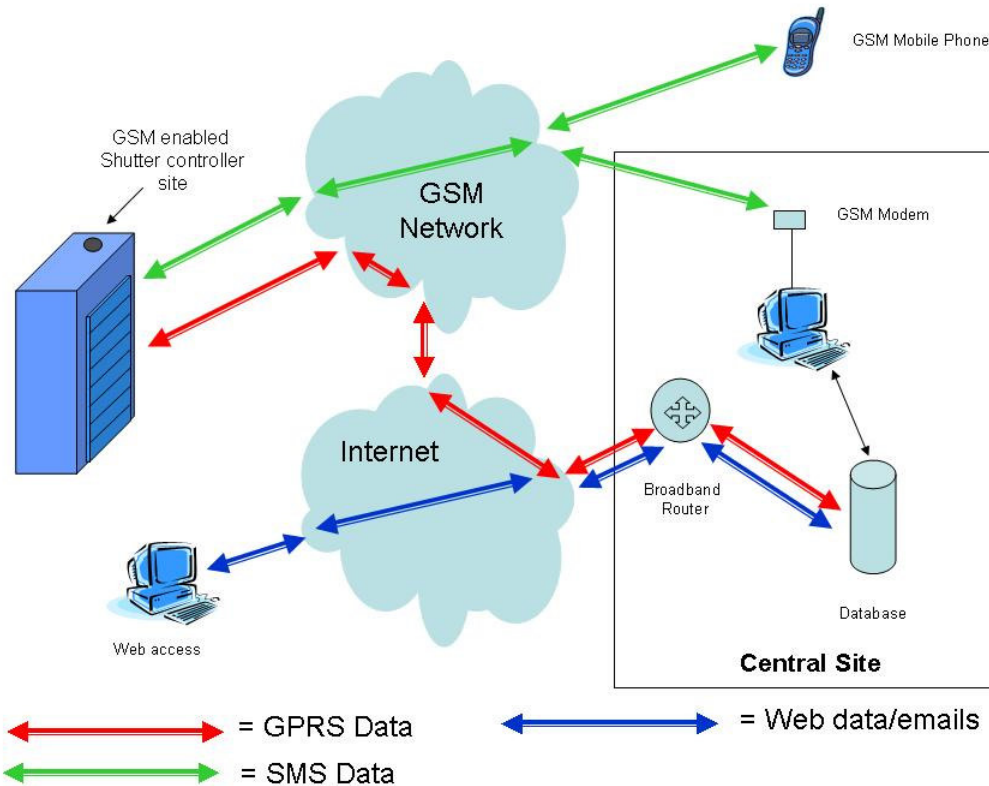 GSM Mobile Phone
GSM enabled
Shutter controller
site
GSM
Network
GSM Modem
Internet
Broadband
Router
Web access
Database
Central Site
= GPRS Data
= Web data/emails
= SMS Data